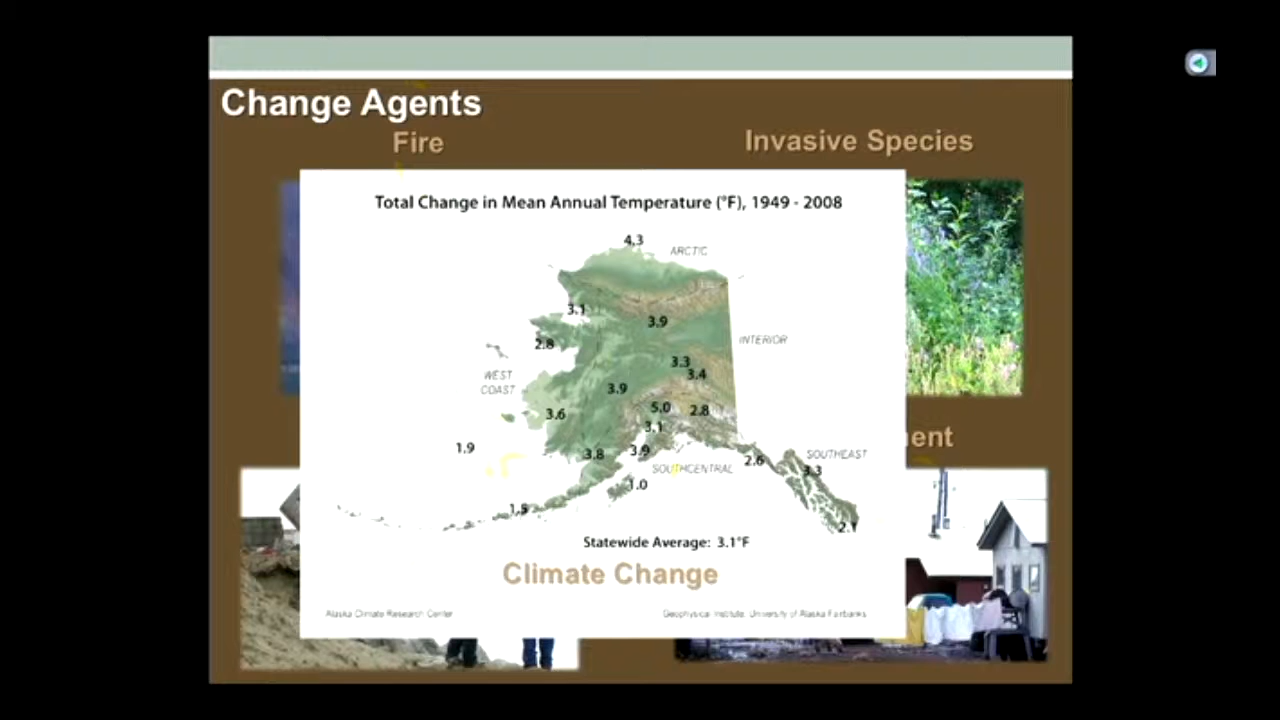 Change Agents
Fire
Invasive Species
Total Change in Mean Annual Temperature (°F), 1949 - 2008
4.3
ARCTIC
3.1
3.9
2.8
INTERIOR
3.3
WEST
3.4
COAST
3.9
5.0
2.8
3.6
3.1
ent
1.9
3.8
3.9
2.6
SOUTHEAST
SOUTHCENTRAL
3.3
1.0
1.5
2.1
Statewide Average: 3.1°F
Climate Change
Alaska Climate Research Center
Geophysical Institute, University of Alaska Fairbanks